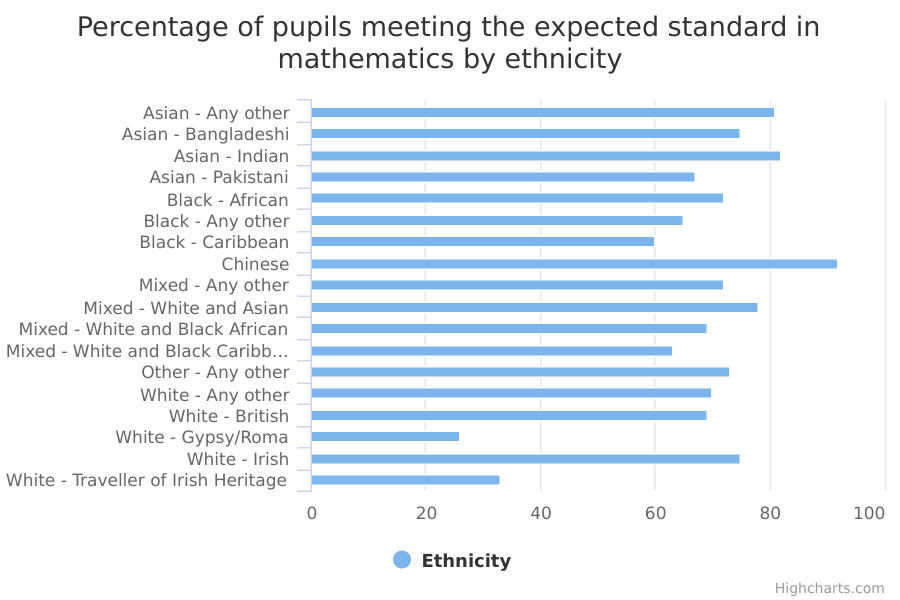 Percentage of pupils meeting the expected standard in
mathematics by ethnicity
Asian - Any other
Asian - Bangladeshi
Asian - Indian
Asian - Pakistani
Black - African
Black - Any other
Black - Caribbean
Chinese
Mixed - Any other
Mixed - White and Asian
Mixed - White and Black African
Mixed - White and Black Caribb…
Other - Any other
White - Any other
White - British
White - Gypsy/Roma
White - Irish
White - Traveller of Irish Heritage
0 20 40 60 80 100
Ethnicity
Highcharts.com